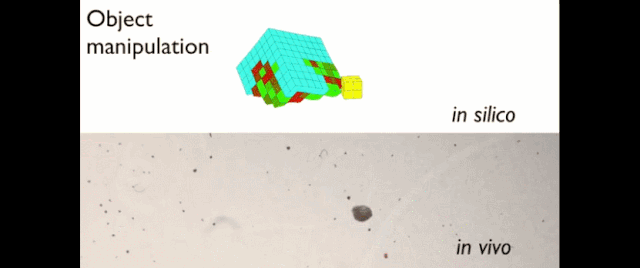 Object
manipulation
in silico
in vivo